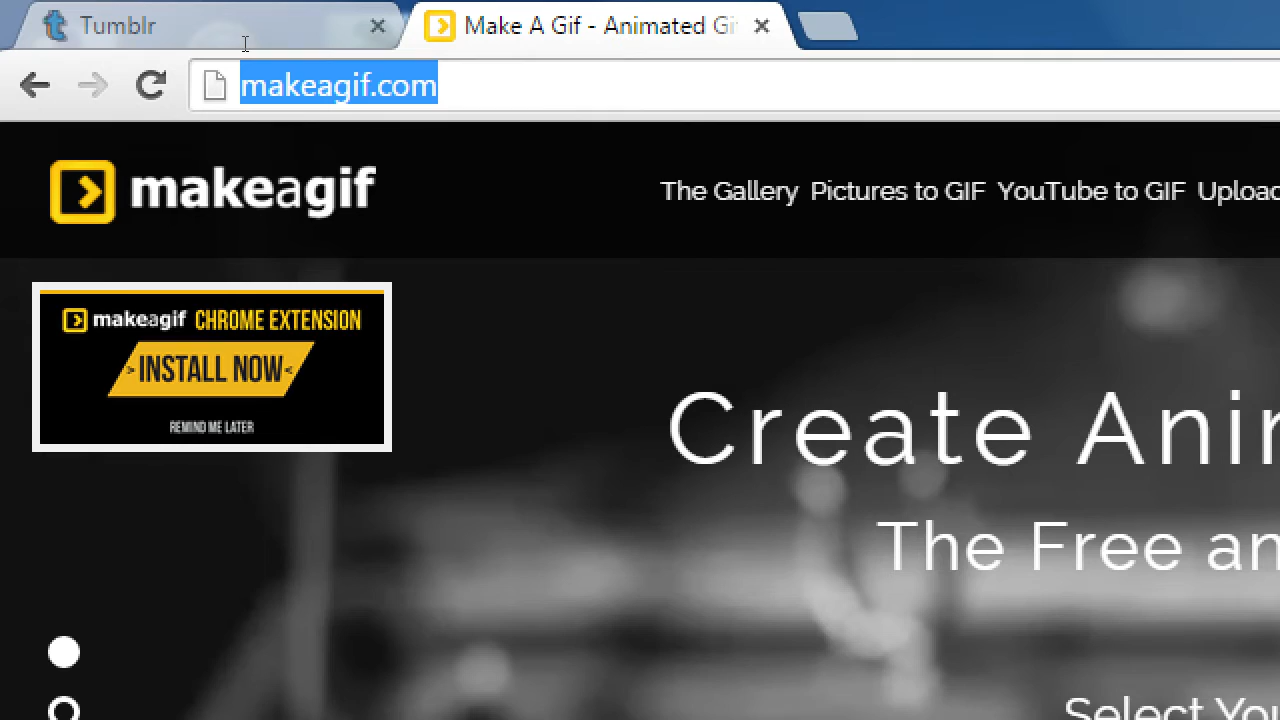 Tumblr
Make A Gif - Animated Gi
makeagif.com
makeagif
The Gallery Pictures to GIF YouTube to GIF Upload
makeagif CHROME EXTENSION
>INSTALL NOW<
REMIND ME LATER
Create Anim
The Free an
Select You